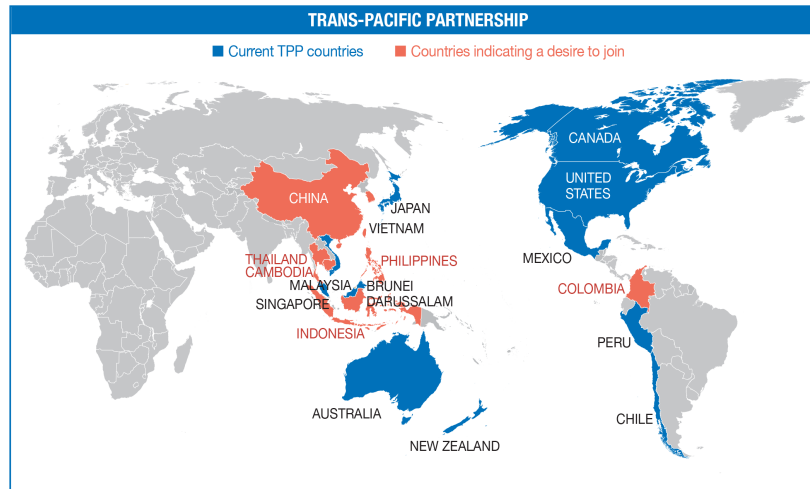 TRANS-PACIFIC PARTNERSHIP
Current TPP countries
Countries indicating a desire to join
CANADA
UNITED
STATES
CHINA
JAPAN
VIETNAM
MEXICO
THAILAND
CAMBODIA
PHILIPPINES
MALAYSIA
BRUNEI
DARUSSALAM
SINGAPORE
COLOMBIA
INDONESIA
PERU
AUSTRALIA
CHILE
NEW ZEALAND